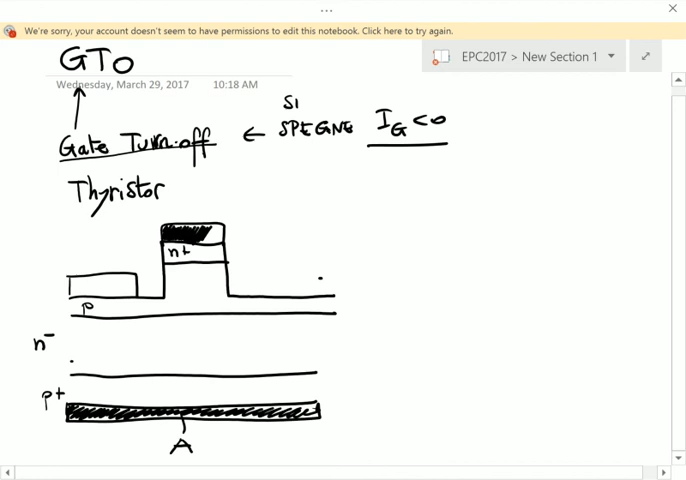 We're sorry, your account doesn't seem to have permissions to edit this notebook. Click here to try again.
GTO
EPC2017 > New Section 1
Wednesday, March 29, 2017 10:18 AM
Gate Turn-off ← SI SPEGNE IG<0
Thyristor
n+
p
n-
p+
A